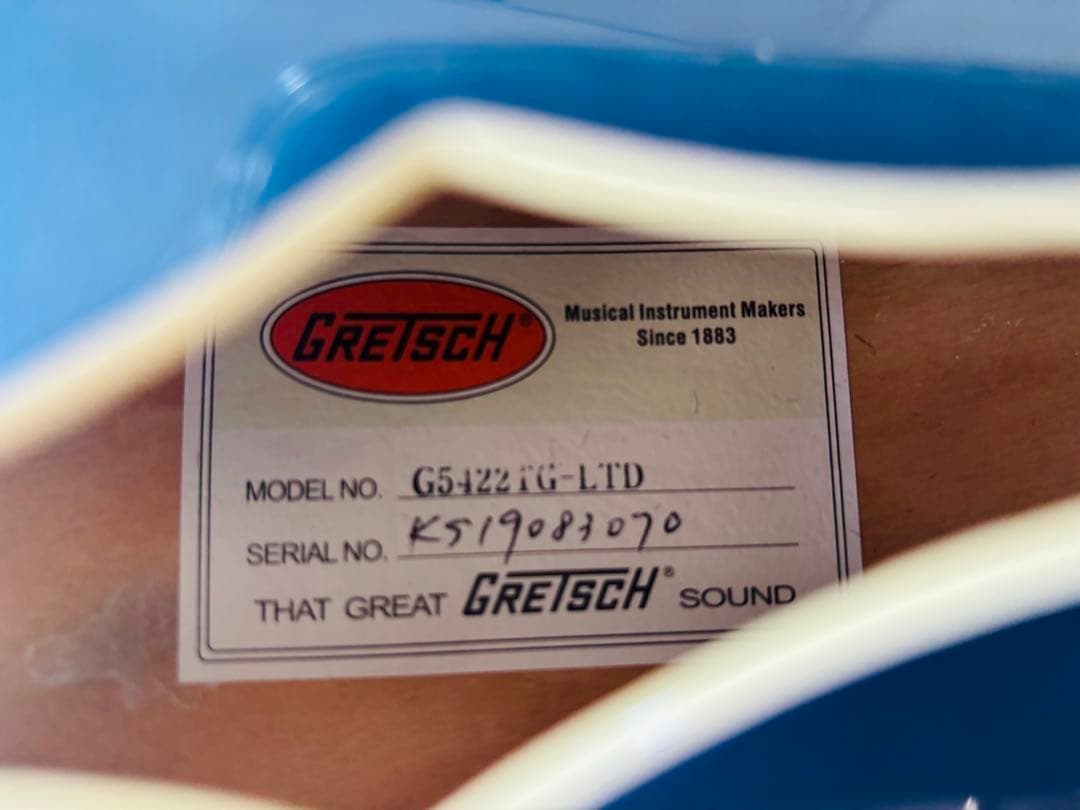 GRETSCH®
Musical Instrument Makers
Since 1883
MODEL NO. G5422TG-LTD
SERIAL NO. KS19083070
THAT GREAT GRETSCH® SOUND